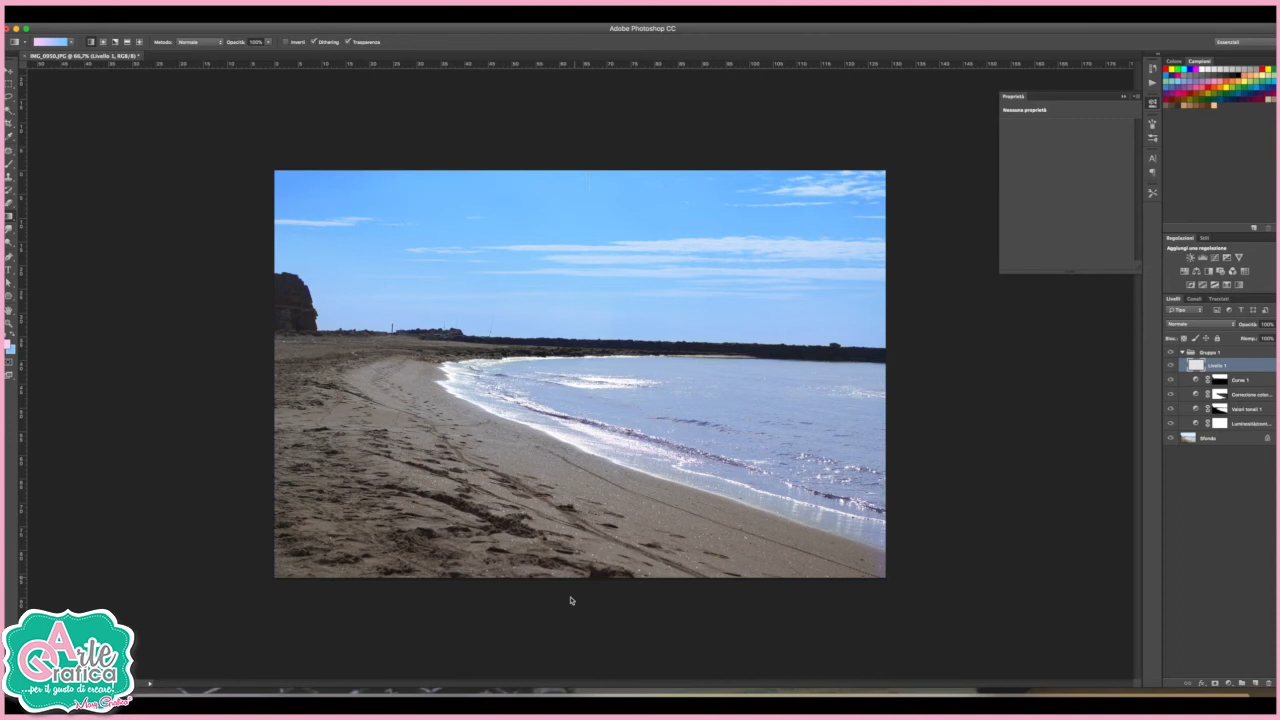 Adobe Photoshop CC
Metodo: Normale Opacità: 100% Inverti Dithering Trasparenza
Essenziali
IMG_0950.JPG @ 66,7% (Livello 1, RGB/8) *
Colore Campioni
Proprietà
Nessuna proprietà
Regolazioni Stili
Aggiungi una regolazione
Livelli Canali Tracciati
Tipo
Normale Opacità: 100%
Bloc.: Riemp.: 100%
Gruppo 1
Livello 1
Curve 1
Correzione color...
Valori tonali 1
Sfondo
Arte
Grafica
...per il gusto di creare!